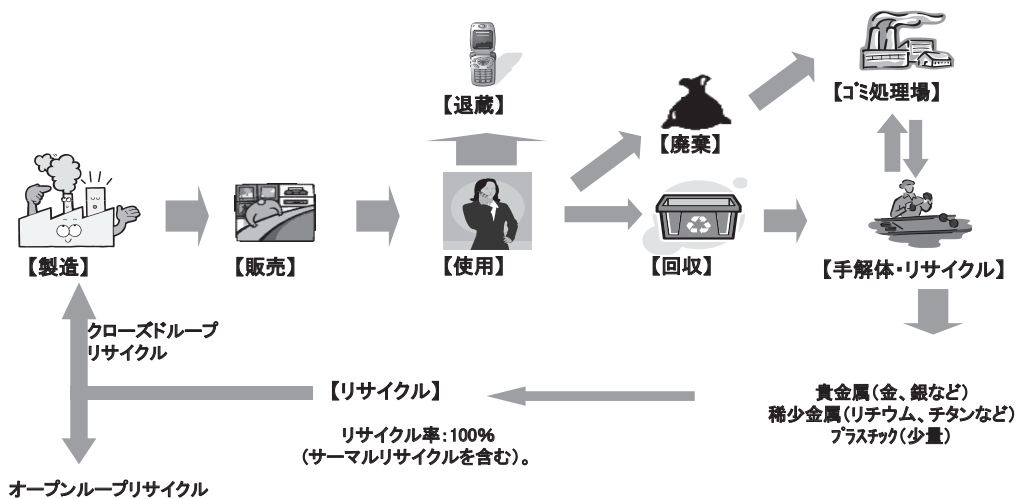 【退蔵】
【ｺﾞﾐ処理場】
【廃棄】
【製造】
【販売】
【使用】
【回収】
【手解体・リサイクル】
クローズドループ
リサイクル
【リサイクル】
貴金属（金、銀など）
稀少金属（リチウム、チタンなど）
ﾌﾟﾗｽﾁｯｸ（少量）
リサイクル率：100%
（サーマルリサイクルを含む）。
オープンループリサイクル